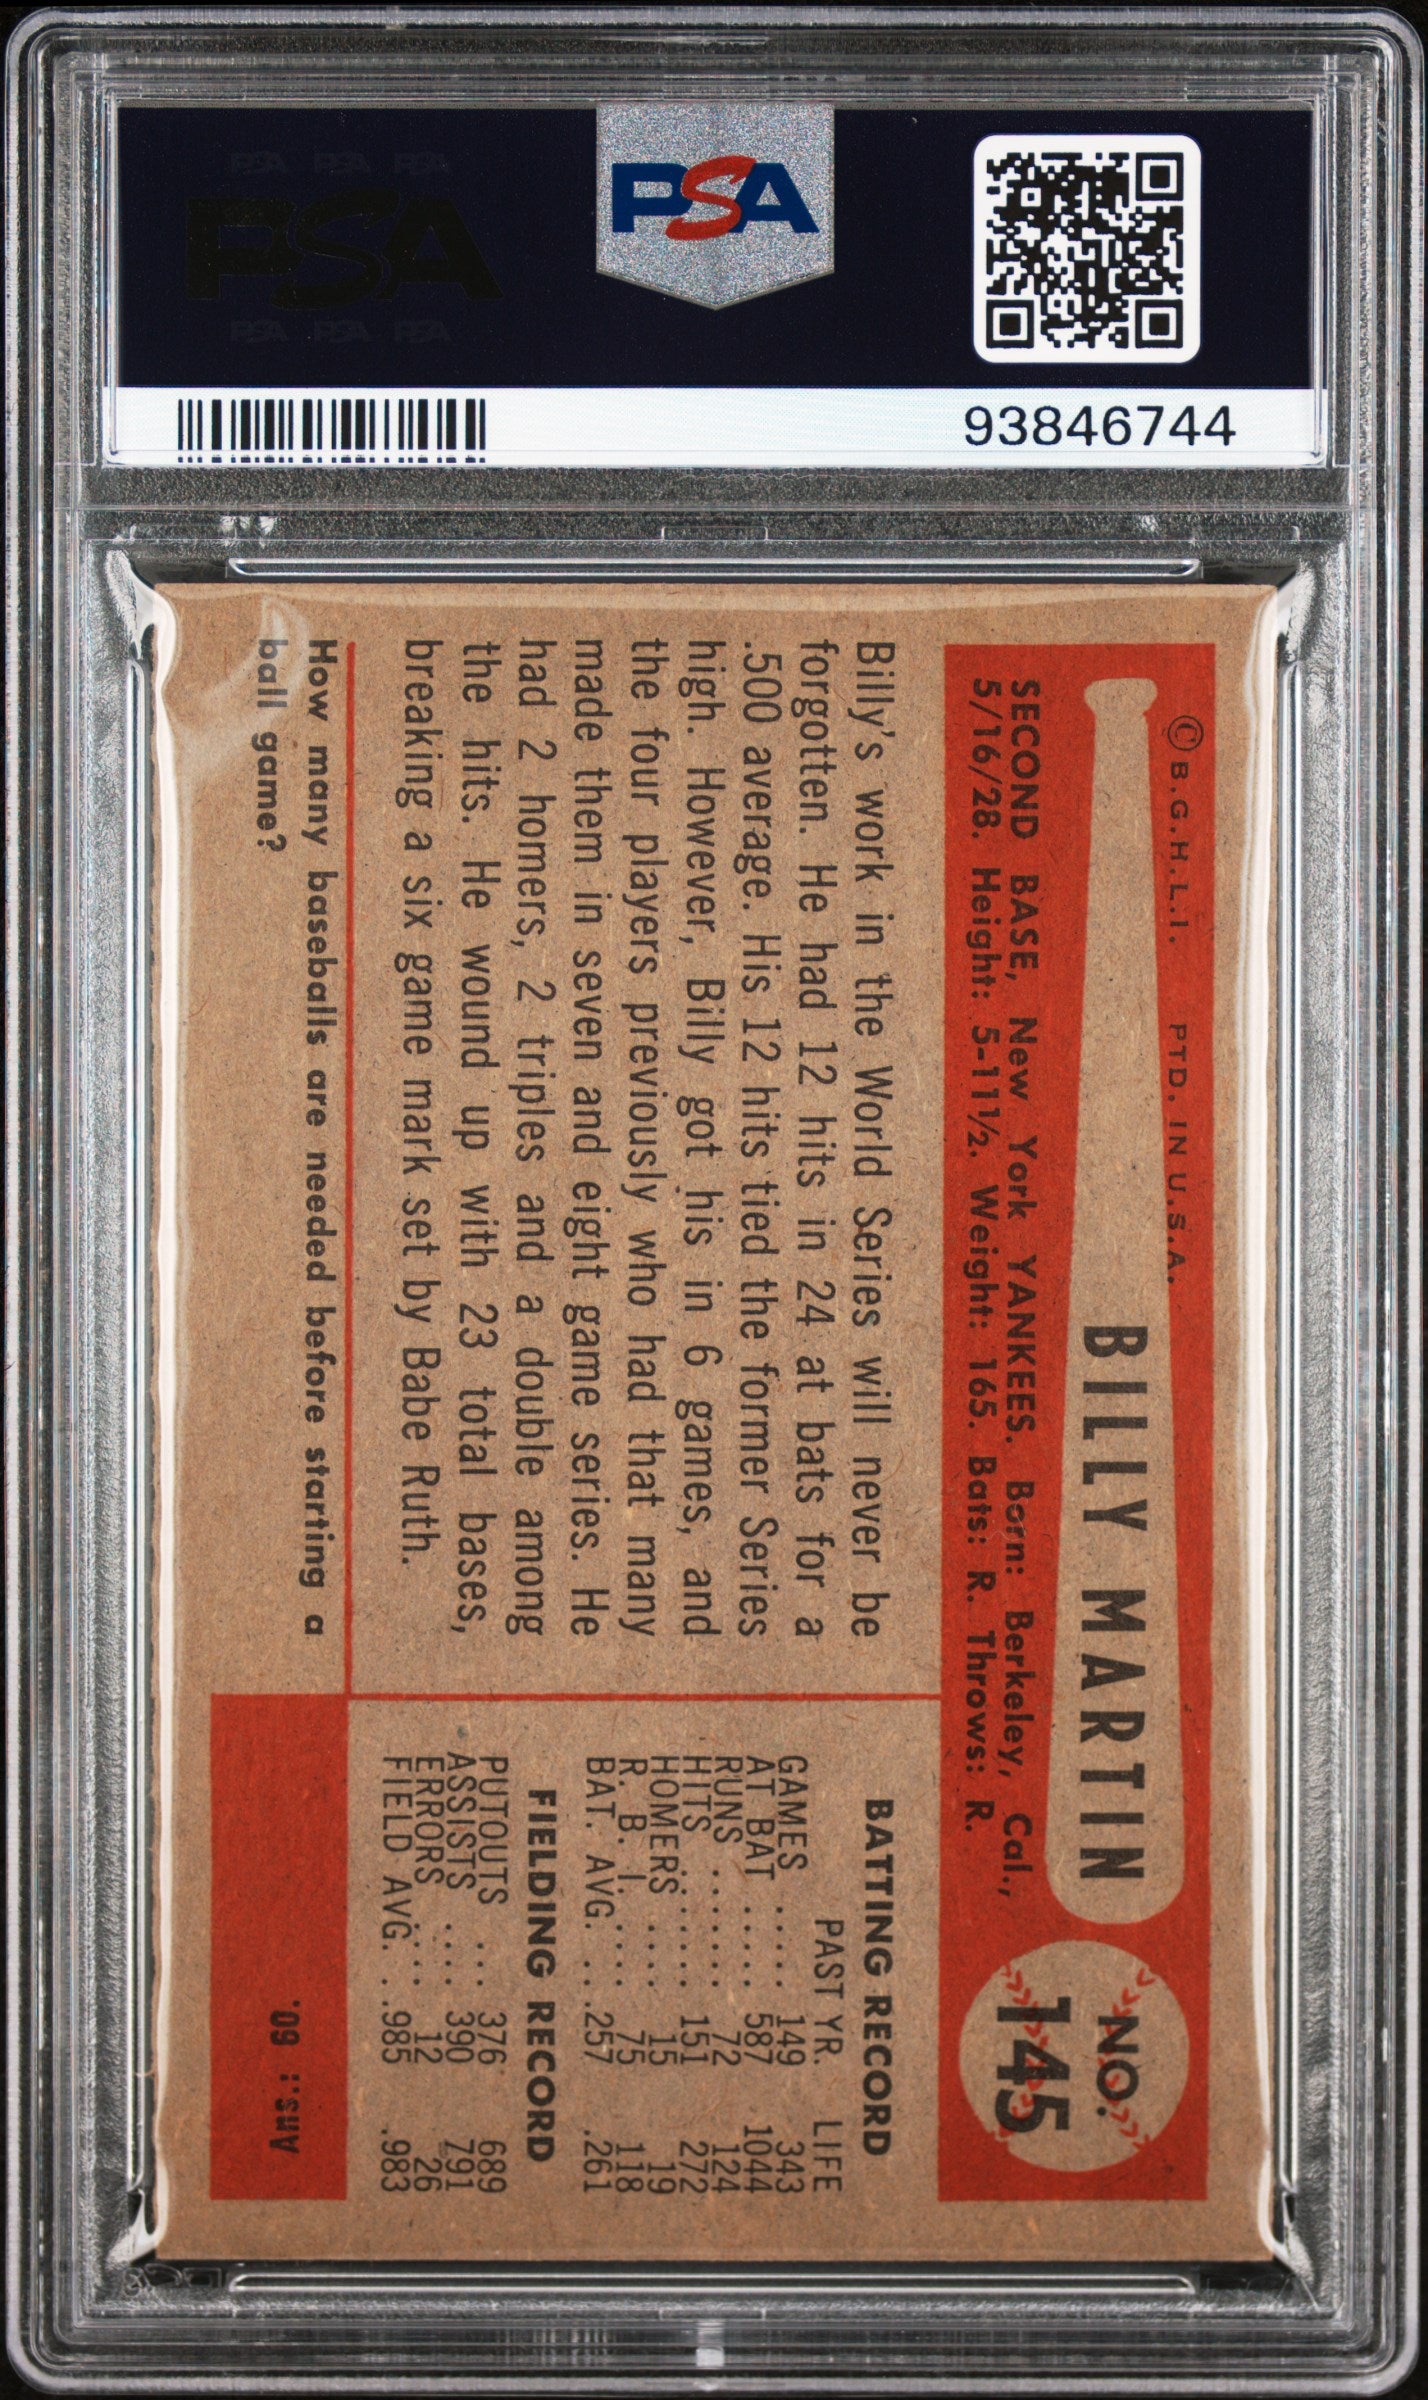 PSA PSA PSA
PSA
PSA PSA PSA
PSA
93846744
© B.G.H.L.I. PTD. IN U.S.A.
BILLY MARTIN
NO.
145
SECOND BASE, New York YANKEES. Born: Berkeley, Cal.,
5/16/28. Height: 5-11½. Weight: 165. Bats: R. Throws: R.
Billy's work in the World Series will never be
forgotten. He had 12 hits in 24 at bats for a
.500 average. His 12 hits tied the former Series
high. However, Billy got his in 6 games, and
the four players previously who had that many
made them in seven and eight game series. He
had 2 homers, 2 triples and a double among
the hits. He wound up with 23 total bases,
breaking a six game mark set by Babe Ruth.
BATTING RECORD
PAST YR. LIFE
GAMES ..... 149 343
AT BAT ..... 587 1044
RUNS ....... 72 124
HITS ....... 151 272
HOMERS .... 15 19
R. B. I. .... 75 118
BAT. AVG. .. .257 .261
FIELDING RECORD
PUTOUTS ... 376 689
ASSISTS .... 390 791
ERRORS .... 12 26
FIELD AVG. . .985 .983
How many baseballs are needed before starting a
ball game?
Ans.: 60.